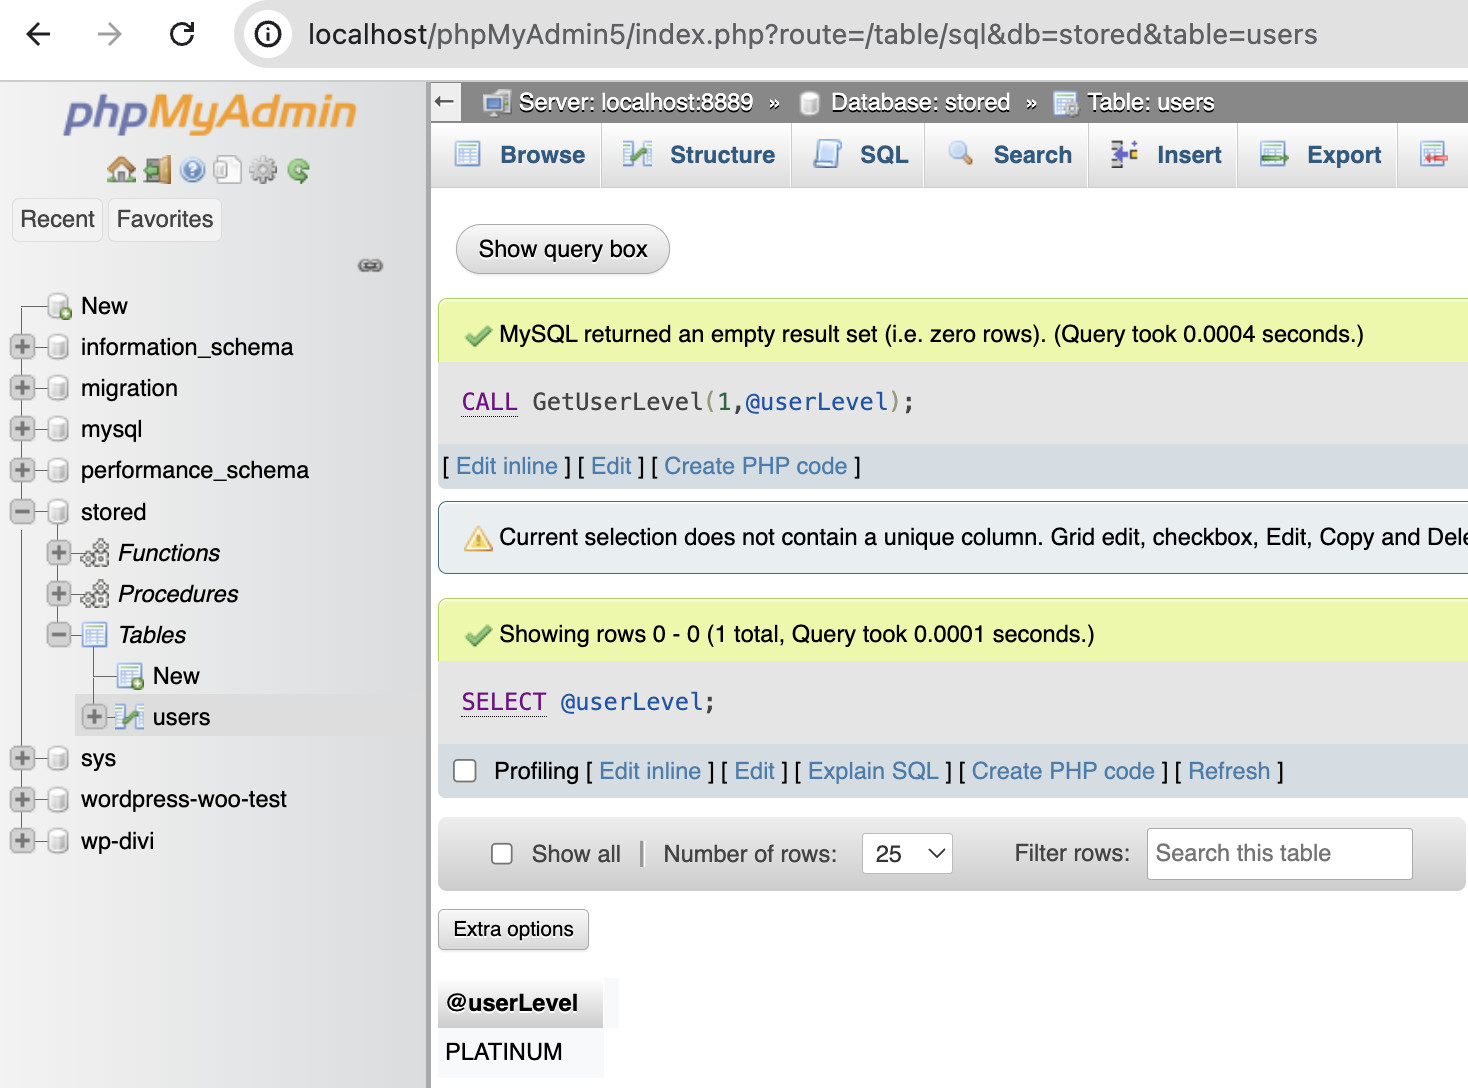 localhost/phpMyAdmin5/index.php?route=/table/sql&db=stored&table=users
phpMyAdmin
Recent Favorites
New
information_schema
migration
mysql
performance_schema
stored
Functions
Procedures
Tables
New
users
sys
wordpress-woo-test
wp-divi
Server: localhost:8889 » Database: stored » Table: users
Browse Structure SQL Search Insert Export
Show query box
MySQL returned an empty result set (i.e. zero rows). (Query took 0.0004 seconds.)
CALL GetUserLevel(1,@userLevel);
[ Edit inline ] [ Edit ] [ Create PHP code ]
Current selection does not contain a unique column. Grid edit, checkbox, Edit, Copy and Dele
Showing rows 0 - 0 (1 total, Query took 0.0001 seconds.)
SELECT @userLevel;
Profiling [ Edit inline ] [ Edit ] [ Explain SQL ] [ Create PHP code ] [ Refresh ]
Show all | Number of rows: 25 Filter rows: Search this table
Extra options
@userLevel
PLATINUM